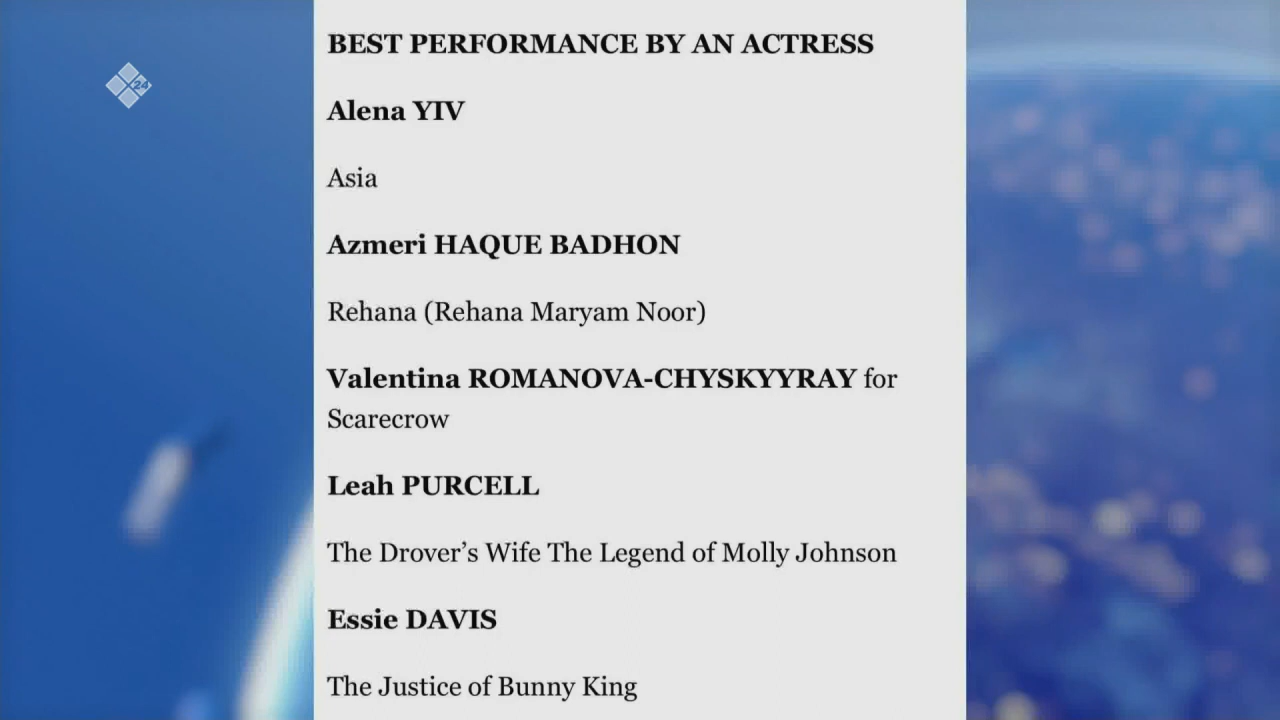 BEST PERFORMANCE BY AN ACTRESS
24
Alena YIV
Asia
Azmeri HAQUE BADHON
Rehana (Rehana Maryam Noor)
Valentina ROMANOVA-CHYSKYYRAY for
Scarecrow
Leah PURCELL
The Drover’s Wife The Legend of Molly Johnson
Essie DAVIS
The Justice of Bunny King